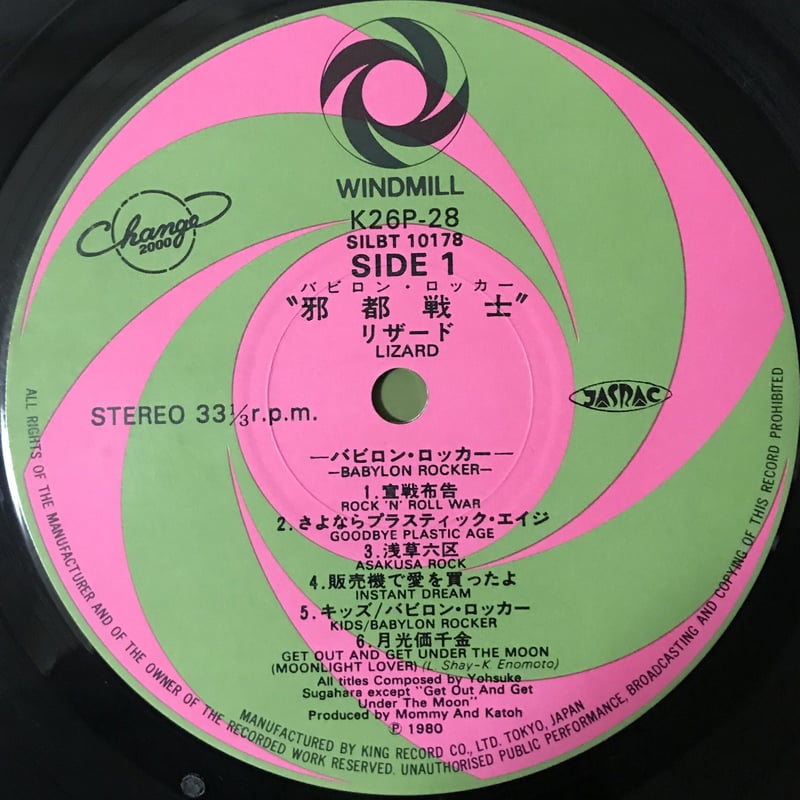 WINDMILL
Change
2000
K26P-28
SILBT 10178
SIDE 1
バビロン・ロッカー
"邪都戦士"
リザード
LIZARD
STEREO 33⅓r.p.m.
JASRAC
—バビロン・ロッカー—
—BABYLON ROCKER—
1.宣戦布告
ROCK 'N' ROLL WAR
2.さよならプラスティック・エイジ
GOODBYE PLASTIC AGE
3.浅草六区
ASAKUSA ROCK
4.販売機で愛を買ったよ
INSTANT DREAM
5.キッズ/バビロン・ロッカー
KIDS/BABYLON ROCKER
6.月光価千金
GET OUT AND GET UNDER THE MOON
(MOONLIGHT LOVER) (L. Shay-K. Enomoto)
All titles Composed by Yohsuke
Sugahara except "Get Out And Get
Under The Moon"
Produced by Mommy And Katoh
Ⓟ 1980
MANUFACTURED BY KING RECORD CO., LTD. TOKYO, JAPAN
ALL RIGHTS OF THE MANUFACTURER AND OF THE OWNER OF THE RECORDED WORK RESERVED. UNAUTHORISED PUBLIC PERFORMANCE, BROADCASTING AND COPYING OF THIS RECORD PROHIBITED